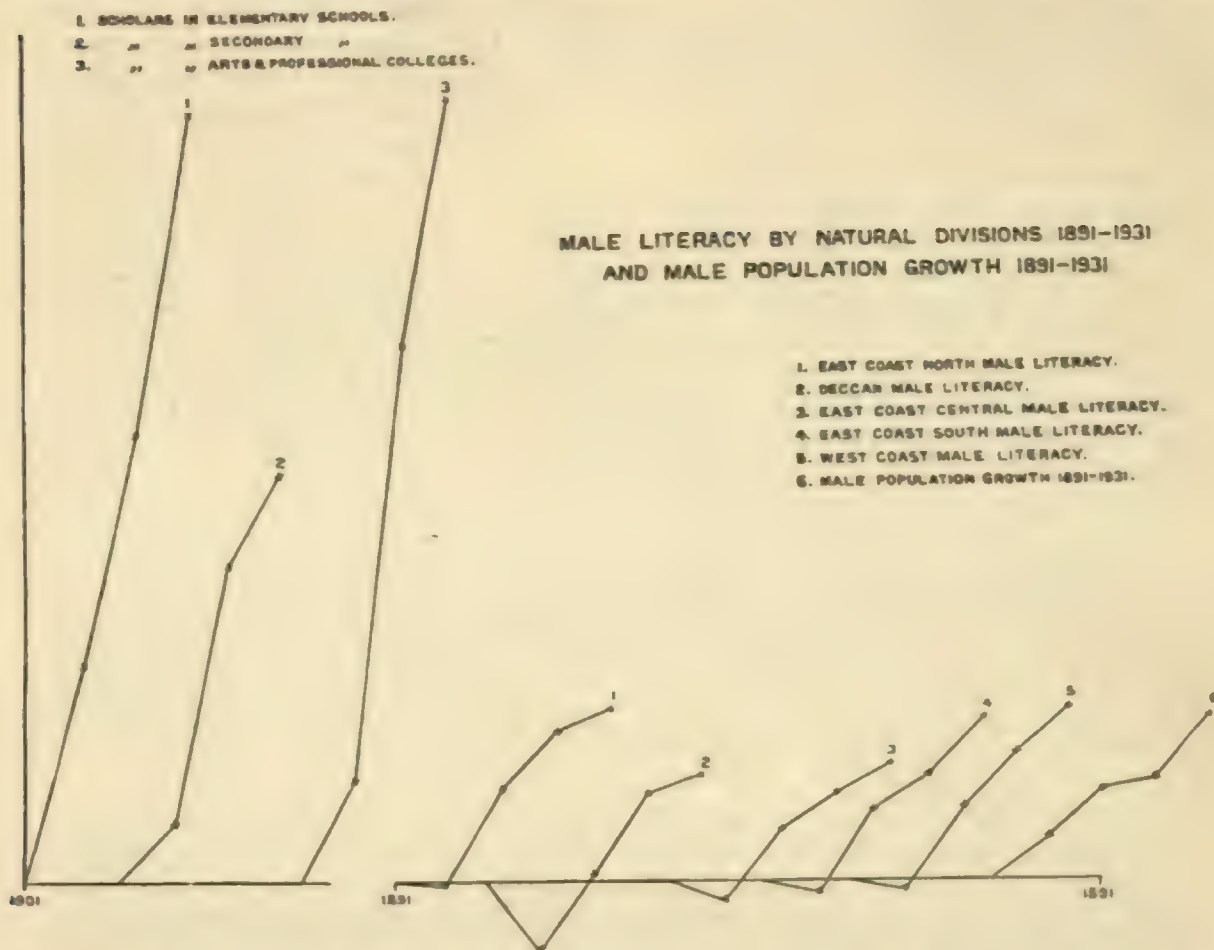 1. SCHOLARS IN ELEMENTARY SCHOOLS.
2. „ „ SECONDARY „
3. „ „ ARTS & PROFESSIONAL COLLEGES.
1
3
MALE LITERACY BY NATURAL DIVISIONS 1891-1931
AND MALE POPULATION GROWTH 1891-1931
1. EAST COAST NORTH MALE LITERACY.
2. DECCAN MALE LITERACY.
3. EAST COAST CENTRAL MALE LITERACY.
4. EAST COAST SOUTH MALE LITERACY.
5. WEST COAST MALE LITERACY.
6. MALE POPULATION GROWTH 1891-1931.
2
1
2
3
4
5
6
1901
1891
1891